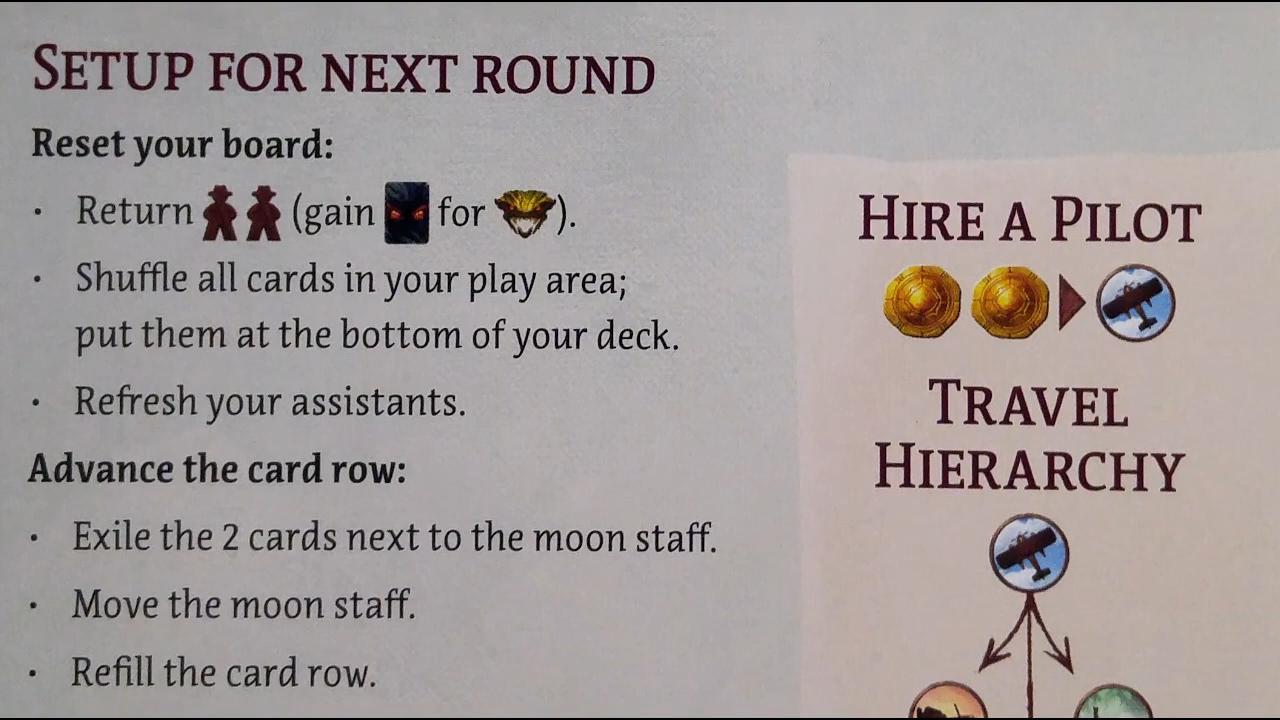 SETUP FOR NEXT ROUND
Reset your board:
• Return (gain for ).
• Shuffle all cards in your play area;
put them at the bottom of your deck.
• Refresh your assistants.
Advance the card row:
• Exile the 2 cards next to the moon staff.
• Move the moon staff.
• Refill the card row.
HIRE A PILOT
TRAVEL
HIERARCHY